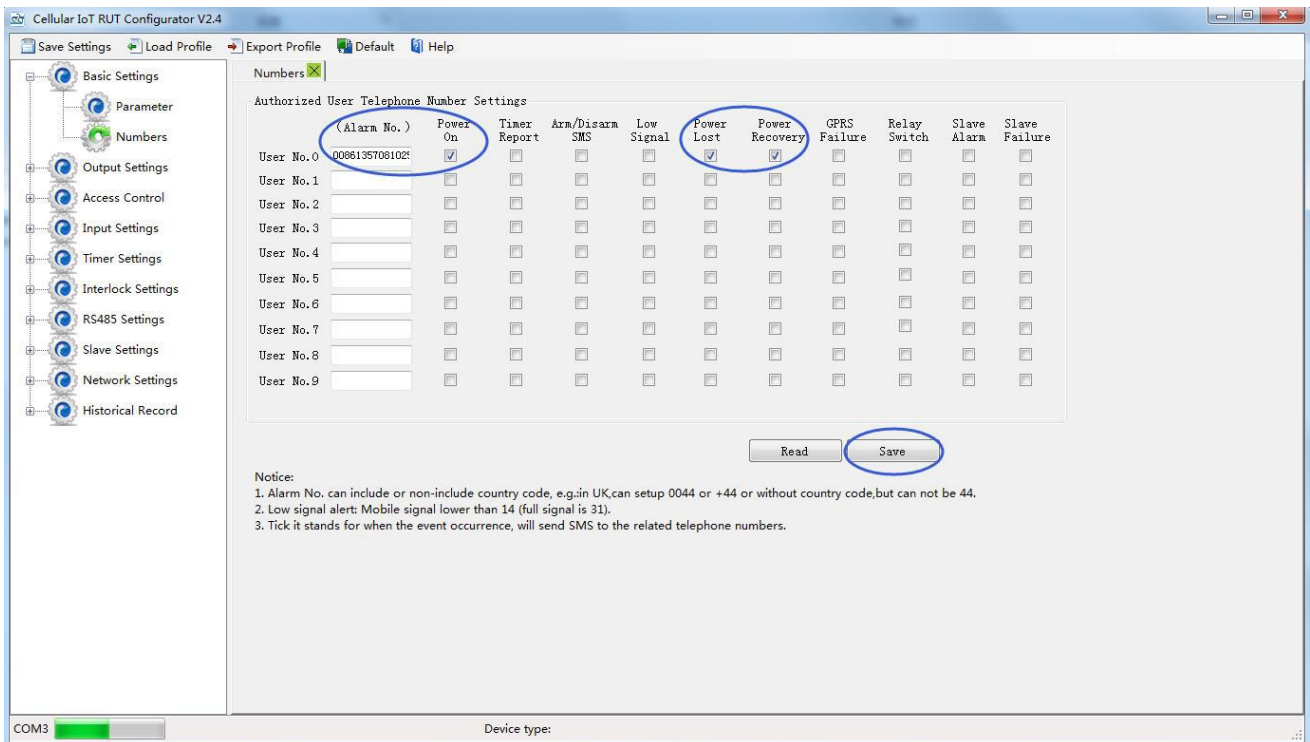 Cellular IoT RUT Configurator V2.4
Save Settings Load Profile Export Profile Default Help
Basic Settings
Parameter
Numbers
Output Settings
Access Control
Input Settings
Timer Settings
Interlock Settings
RS485 Settings
Slave Settings
Network Settings
Historical Record
Numbers
Authorized User Telephone Number Settings
(Alarm No.) Power On Timer Report Arm/Disarm SMS Low Signal Power Lost Power Recovery GPRS Failure Relay Switch Slave Alarm Slave Failure
User No.0 00861357081025
User No.1
User No.2
User No.3
User No.4
User No.5
User No.6
User No.7
User No.8
User No.9
Read Save
Notice:
1. Alarm No. can include or non-include country code, e.g.:in UK,can setup 0044 or +44 or without country code,but can not be 44.
2. Low signal alert: Mobile signal lower than 14 (full signal is 31).
3. Tick it stands for when the event occurrence, will send SMS to the related telephone numbers.
COM3 Device type: